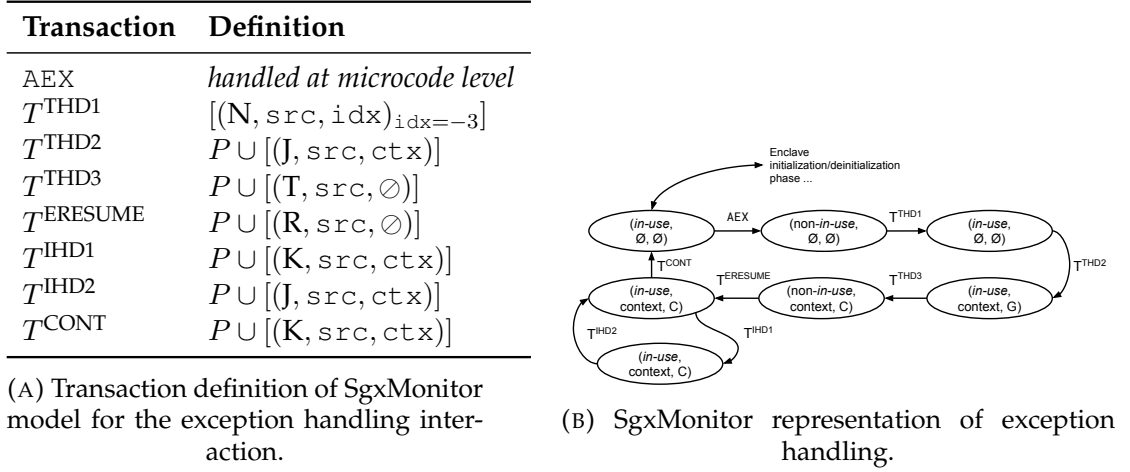 Transaction Definition
AEX handled at microcode level
T^THD1 [(N, src, idx)_idx=−3]
T^THD2 P ∪ [(J, src, ctx)]
T^THD3 P ∪ [(T, src, ∅)]
T^ERESUME P ∪ [(R, src, ∅)]
T^IHD1 P ∪ [(K, src, ctx)]
T^IHD2 P ∪ [(J, src, ctx)]
T^CONT P ∪ [(K, src, ctx)]
(A) Transaction definition of SgxMonitor
model for the exception handling inter-
action.
Enclave
initialization/deinitialization
phase ...
(in-use,
Ø, Ø)
AEX
(non-in-use,
Ø, Ø)
T^THD1
(in-use,
Ø, Ø)
T^THD2
T^CONT
(in-use,
context, C)
T^ERESUME
(non-in-use,
context, C)
T^THD3
(in-use,
context, G)
T^IHD2
T^IHD1
(in-use,
context, C)
(B) SgxMonitor representation of exception
handling.